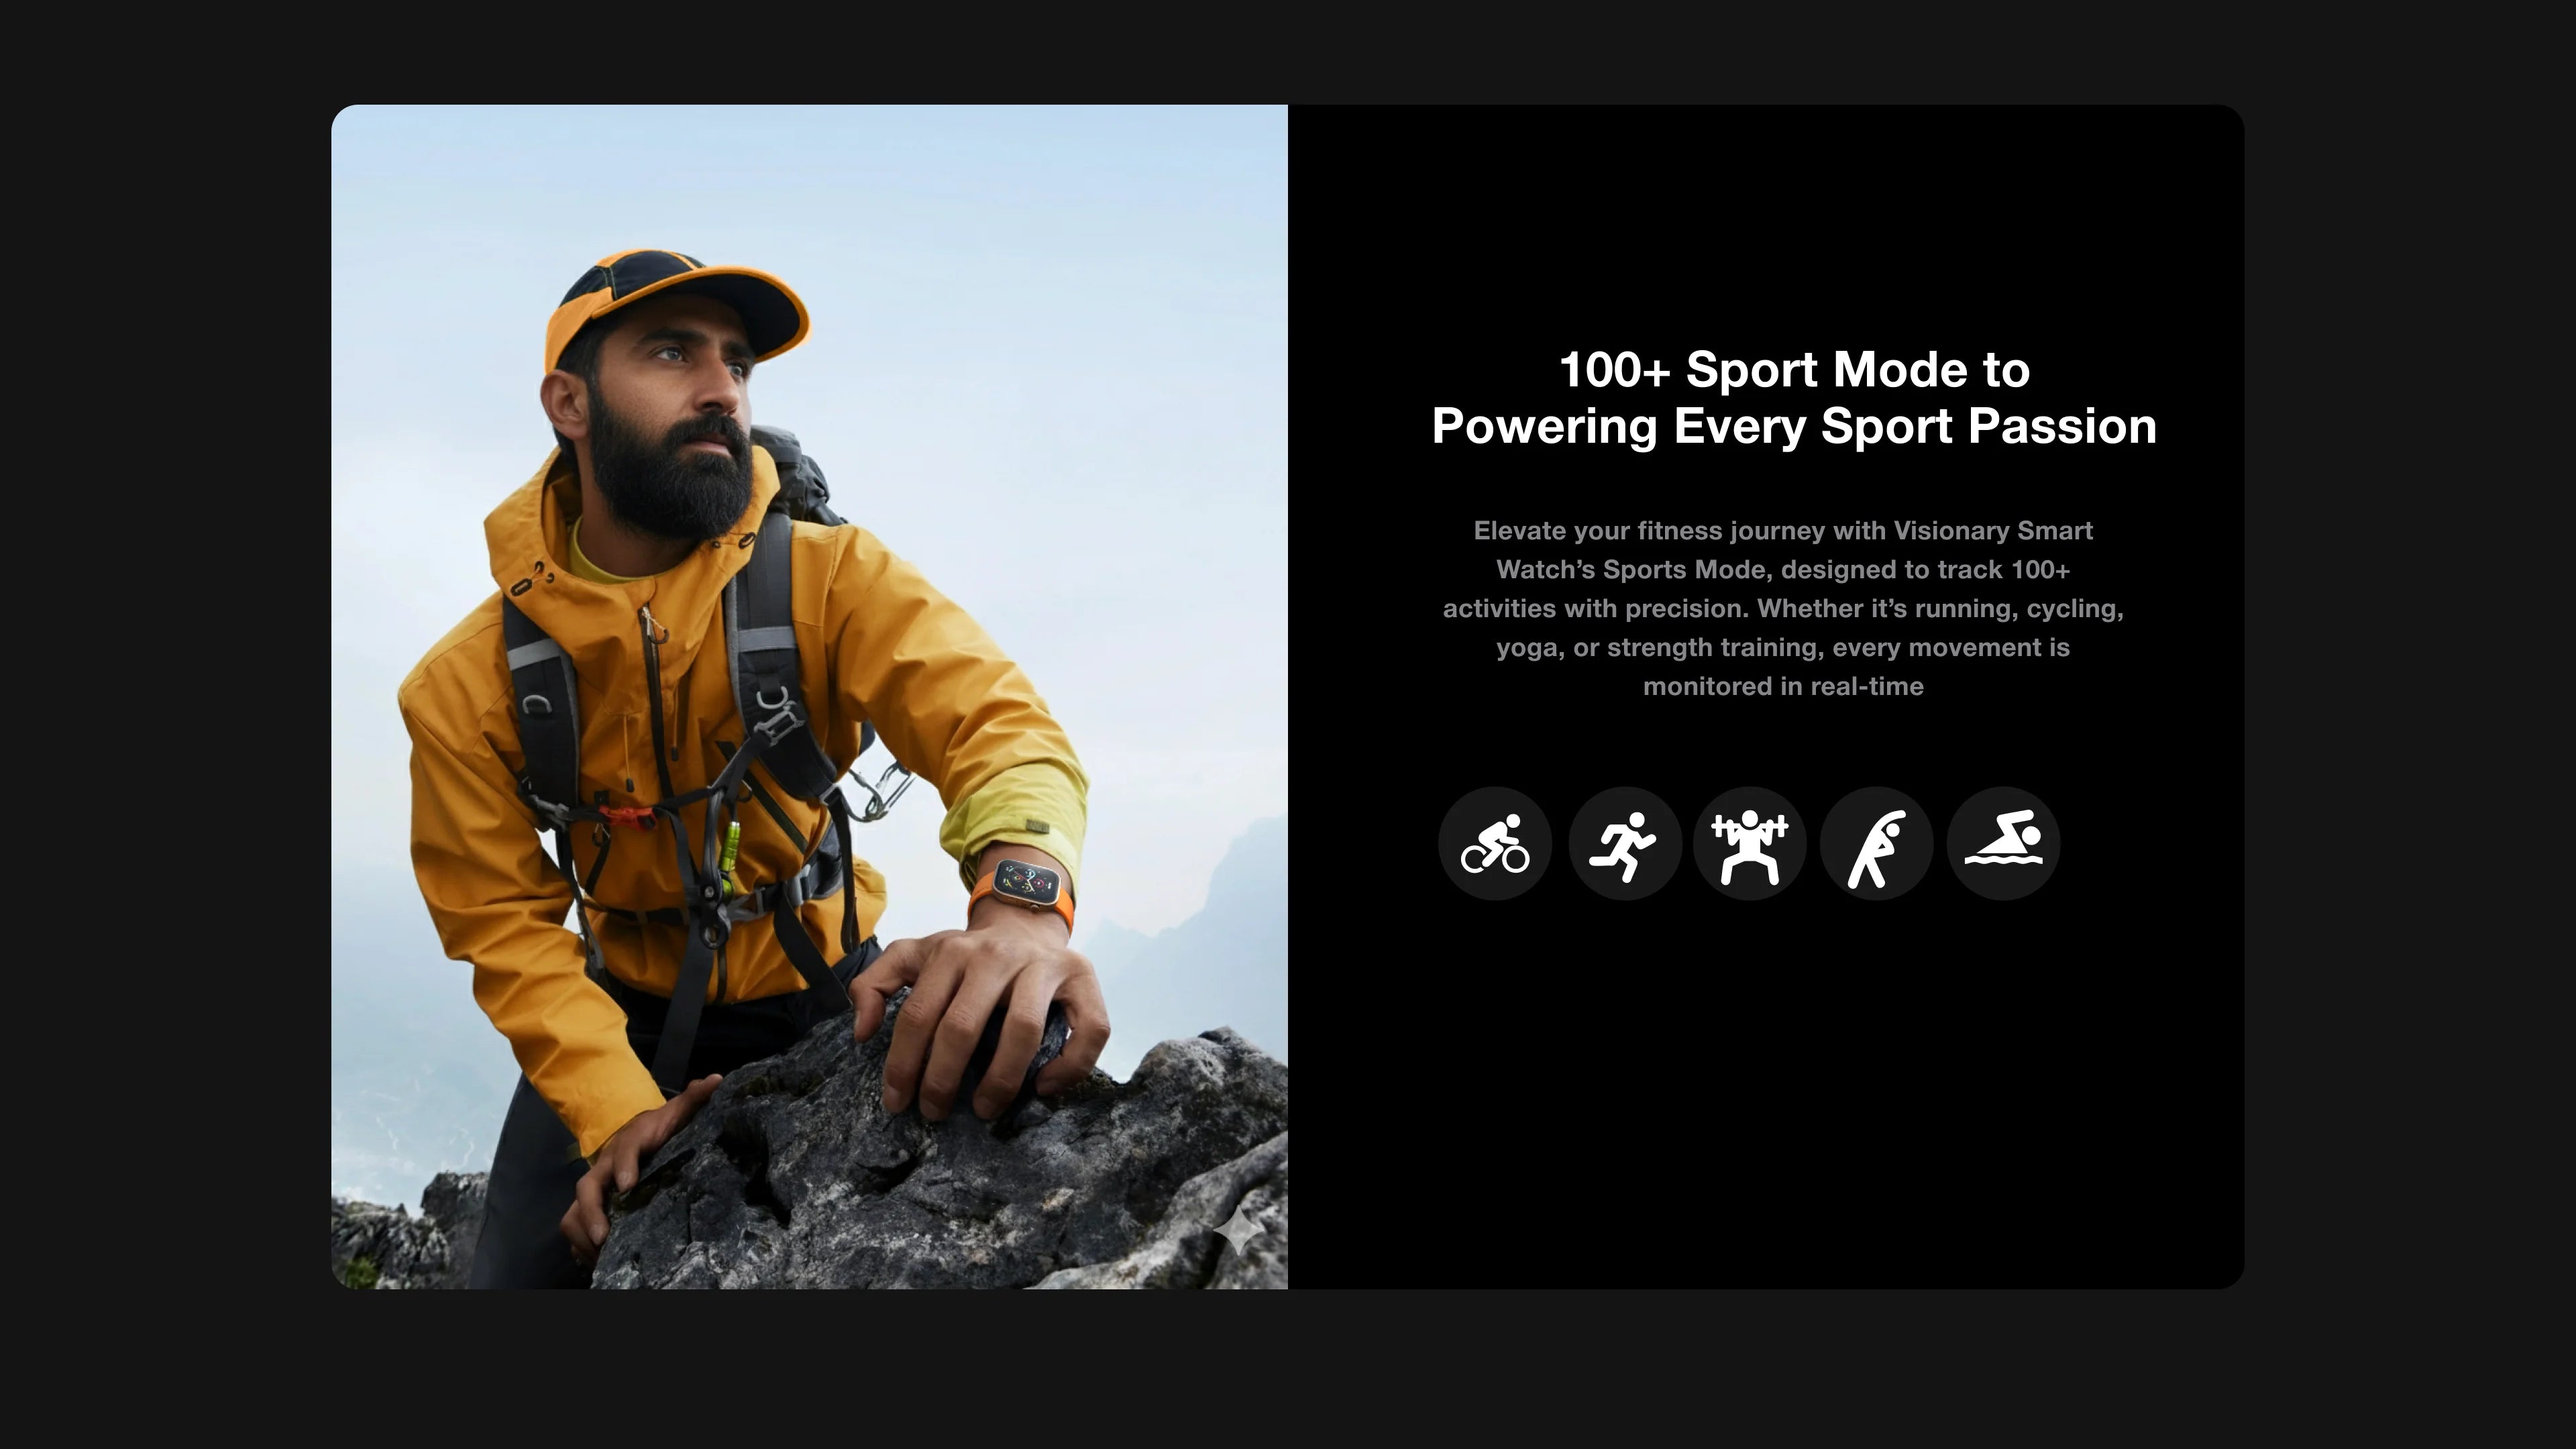 100+ Sport Mode to
Powering Every Sport Passion
Elevate your fitness journey with Visionary Smart
Watch’s Sports Mode, designed to track 100+
activities with precision. Whether it’s running, cycling,
yoga, or strength training, every movement is
monitored in real-time